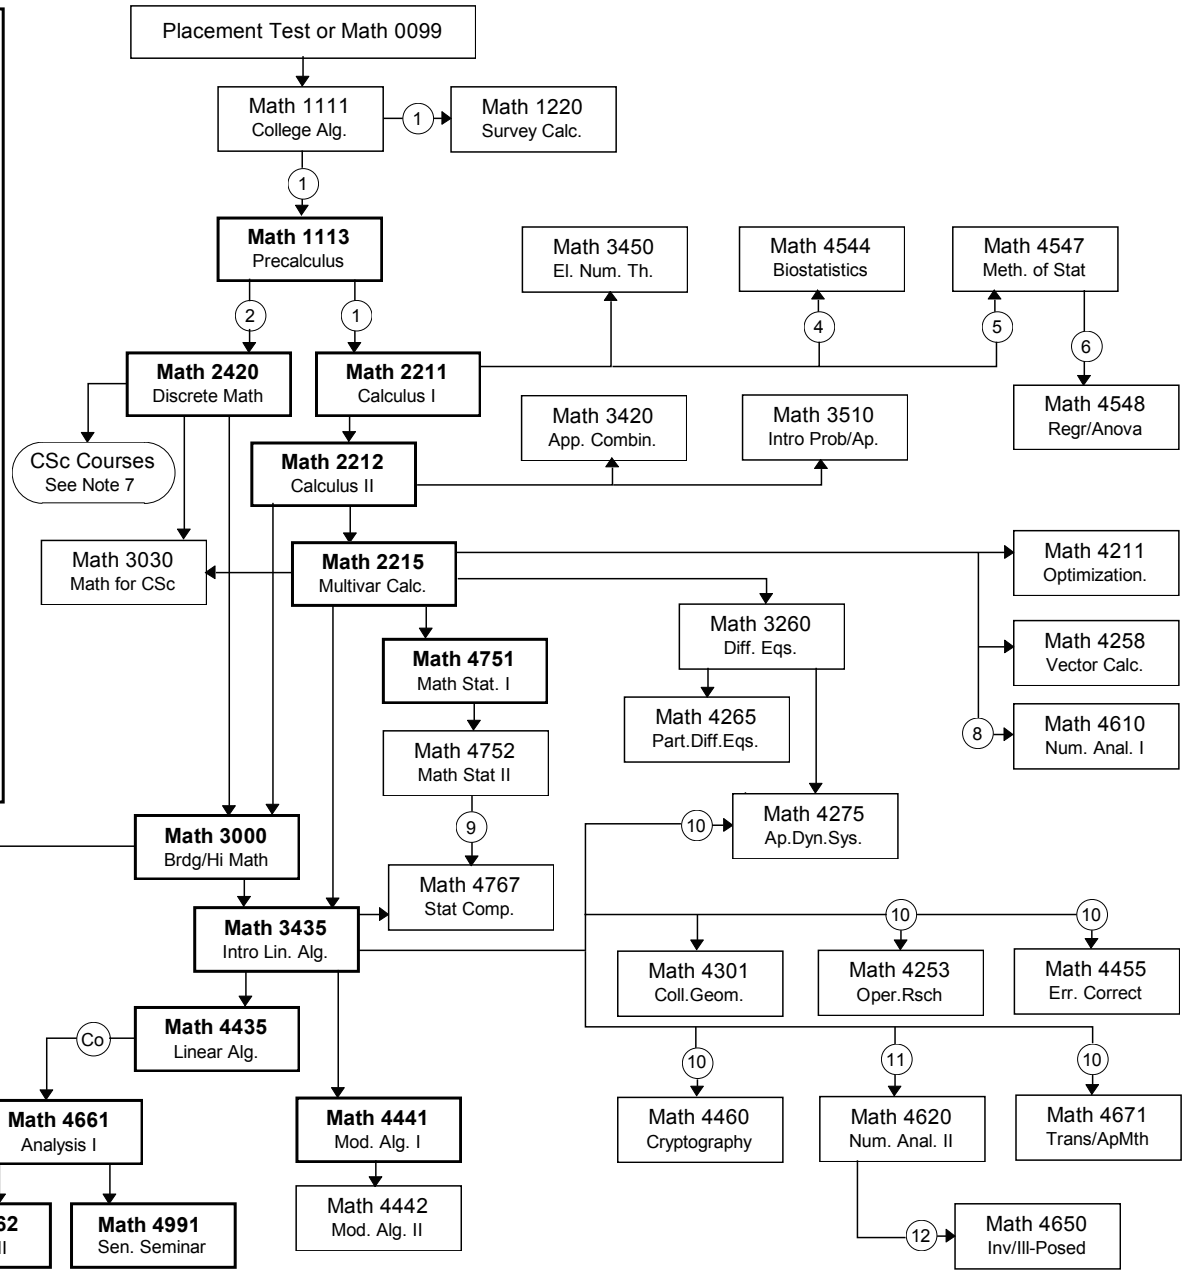 Placement Test or Math 0099
Math 1111
College Alg.
1
Math 1220
Survey Calc.
1
Math 1113
Precalculus
Math 3450
El. Num. Th.
Math 4544
Biostatistics
Math 4547
Meth. of Stat
2
1
4
5
6
Math 2420
Discrete Math
Math 2211
Calculus I
Math 4548
Regr/Anova
Math 3420
App. Combin.
Math 3510
Intro Prob/Ap.
CSc Courses
See Note 7
Math 2212
Calculus II
Math 3030
Math for CSc
Math 2215
Multivar Calc.
Math 4211
Optimization.
Math 3260
Diff. Eqs.
Math 4258
Vector Calc.
Math 4751
Math Stat. I
Math 4265
Part.Diff.Eqs.
8
Math 4610
Num. Anal. I
Math 4752
Math Stat II
9
10
Math 4275
Ap.Dyn.Sys.
Math 3000
Brdg/Hi Math
Math 4767
Stat Comp.
Math 3435
Intro Lin. Alg.
10
10
Math 4301
Coll.Geom.
Math 4253
Oper.Rsch
Math 4455
Err. Correct
Math 4435
Linear Alg.
Co
10
11
10
Math 4661
Analysis I
Math 4441
Mod. Alg. I
Math 4460
Cryptography
Math 4620
Num. Anal. II
Math 4671
Trans/ApMth
Math 4442
Mod. Alg. II
62
II
Math 4991
Sen. Seminar
12
Math 4650
Inv/Ill-Posed